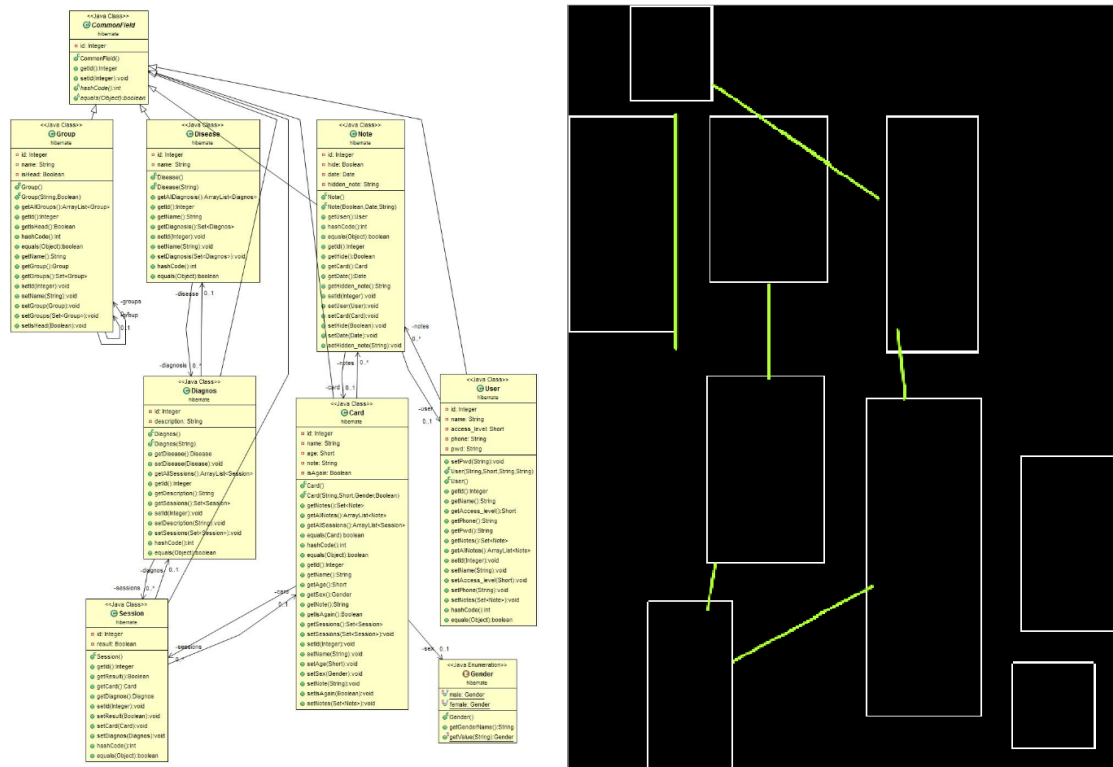 <<Java Class>>
CommonField
hibernate
id: Integer
CommonField()
getId():Integer
setId(Integer):void
hashCode():int
equals(Object):boolean
<<Java Class>>
Group
hibernate
id: Integer
name: String
isHead: Boolean
Group()
Group(String,Boolean)
getAllGroups():ArrayList<Group>
getId():Integer
getIsHead():Boolean
hashCode():int
equals(Object):boolean
getName():String
getGroup():Group
getGroups():Set<Group>
setId(Integer):void
setName(String):void
setGroup(Group):void
setGroups(Set<Group>):void
setIsHead(Boolean):void
-groups
0..1
<<Java Class>>
Disease
hibernate
id: Integer
name: String
Disease()
Disease(String)
getAllDiagnosis():ArrayList<Diagnos>
getId():Integer
getName():String
getDiagnosis():Set<Diagnos>
setId(Integer):void
setName(String):void
setDiagnosis(Set<Diagnos>):void
hashCode():int
equals(Object):boolean
-disease 0..1
-diagnosis 0..*
<<Java Class>>
Note
hibernate
id: Integer
hide: Boolean
date: Date
hidden_note: String
Note()
Note(Boolean,Date,String)
getUser():User
hashCode():int
equals(Object):boolean
getId():Integer
getHide():Boolean
getCard():Card
getDate():Date
getHidden_note():String
setId(Integer):void
setUser(User):void
setCard(Card):void
setHide(Boolean):void
setDate(Date):void
setHidden_note(String):void
-notes
0..*
-notes 0..*
-card 0..1
-user
0..1
<<Java Class>>
Diagnos
hibernate
id: Integer
description: String
Diagnos()
Diagnos(String)
getDisease():Disease
setDisease(Disease):void
getAllSessions():ArrayList<Session>
getId():Integer
getDescription():String
getSessions():Set<Session>
setId(Integer):void
setDescription(String):void
setSessions(Set<Session>):void
hashCode():int
equals(Object):boolean
-diagnos 0..1
-sessions 0..*
<<Java Class>>
Card
hibernate
id: Integer
name: String
age: Short
note: String
isAgain: Boolean
Card()
Card(String,Short,Gender,Boolean)
getNotes():Set<Note>
getAllNotes():ArrayList<Note>
getAllSessions():ArrayList<Session>
equals(Card):boolean
hashCode():int
equals(Object):boolean
getId():Integer
getName():String
getAge():Short
getSex():Gender
getNote():String
getIsAgain():Boolean
getSessions():Set<Session>
setSessions(Set<Session>):void
setId(Integer):void
setName(String):void
setAge(Short):void
setSex(Gender):void
setNote(String):void
setIsAgain(Boolean):void
setNotes(Set<Note>):void
<<Java Class>>
User
hibernate
id: Integer
name: String
access_level: Short
phone: String
pwd: String
setPwd(String):void
User(String,Short,String,String)
User()
getId():Integer
getName():String
getAccess_level():Short
getPhone():String
getPwd():String
getNotes():Set<Note>
getAllNotes():ArrayList<Note>
setId(Integer):void
setName(String):void
setAccess_level(Short):void
setPhone(String):void
setPwd(String):void
setNotes(Set<Note>):void
hashCode():int
equals(Object):boolean
<<Java Class>>
Session
hibernate
id: Integer
result: Boolean
Session()
getId():Integer
getResult():Boolean
getCard():Card
getDiagnos():Diagnos
setId(Integer):void
setResult(Boolean):void
setCard(Card):void
setDiagnos(Diagnos):void
hashCode():int
equals(Object):boolean
-card
0..1
-sessions
0..*
-sex 0..1
<<Java Enumeration>>
Gender
hibernate
male: Gender
female: Gender
Gender()
getGenderName():String
getValue(String):Gender